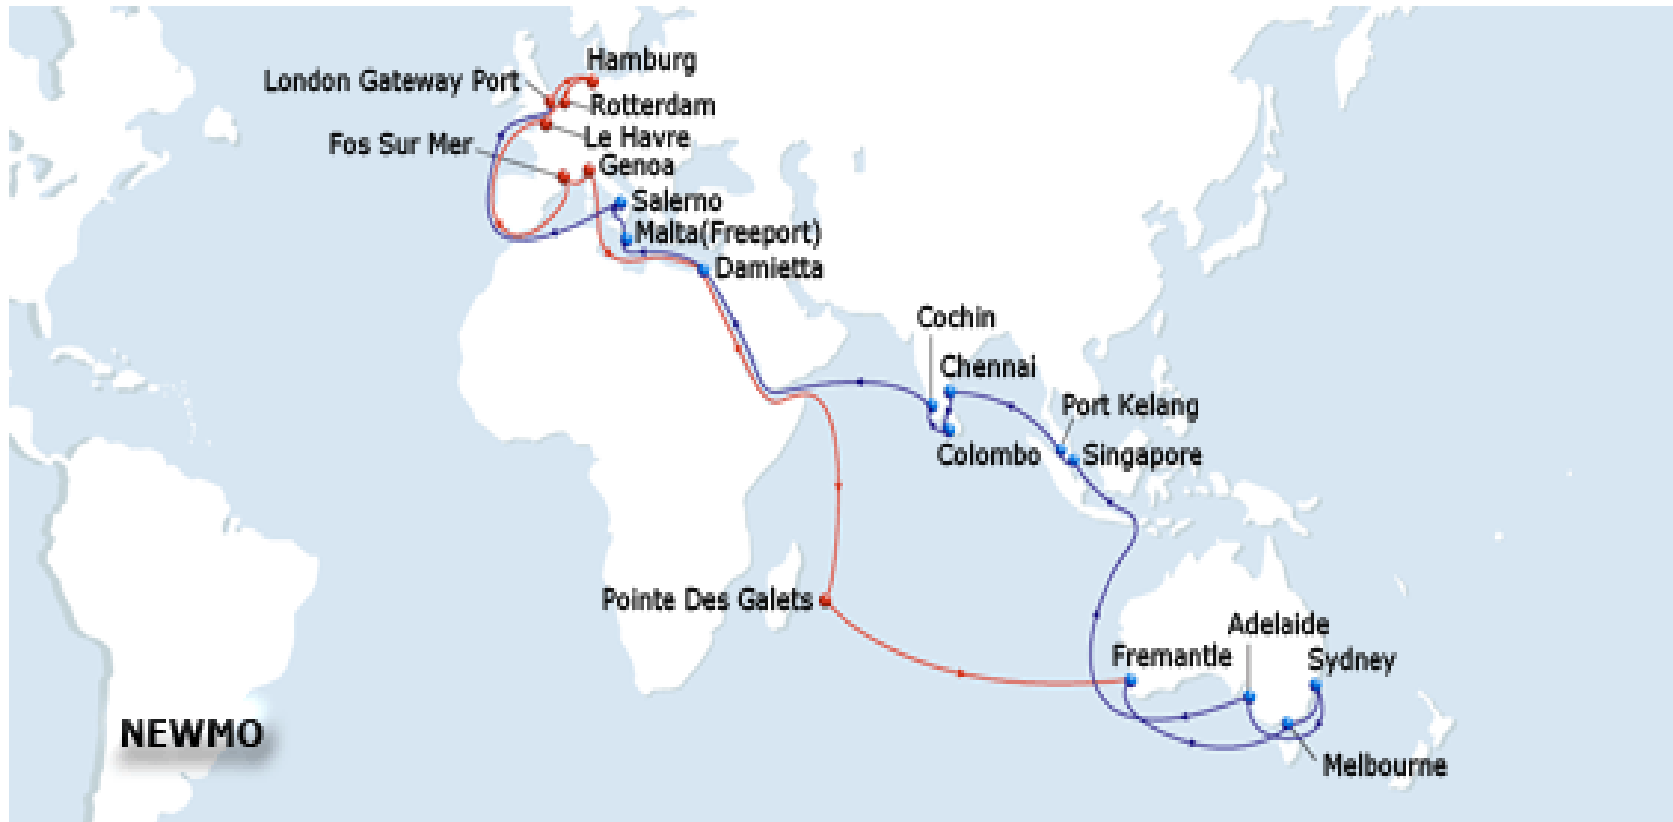 Hamburg
London Gateway Port
Rotterdam
Le Havre
Fos Sur Mer
Genoa
Salerno
Malta(Freeport)
Damietta
Cochin
Chennai
Port Kelang
Colombo
Singapore
Pointe Des Galets
Adelaide
Fremantle
Sydney
NEWMO
Melbourne